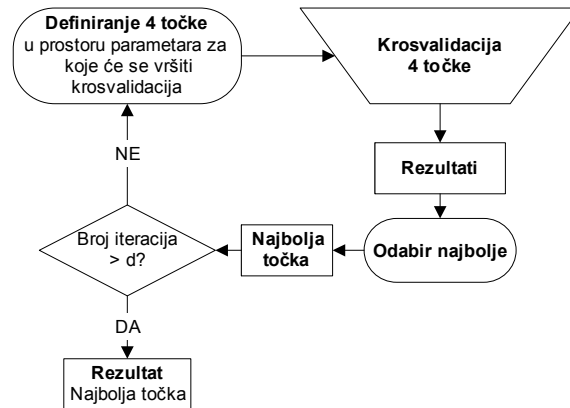 Definiranje 4 točke
u prostoru parametara za
koje će se vršiti
krosvalidacija
Krosvalidacija
4 točke
Rezultati
Odabir najbolje
Najbolja
točka
Broj iteracija
> d?
NE
DA
Rezultat
Najbolja točka